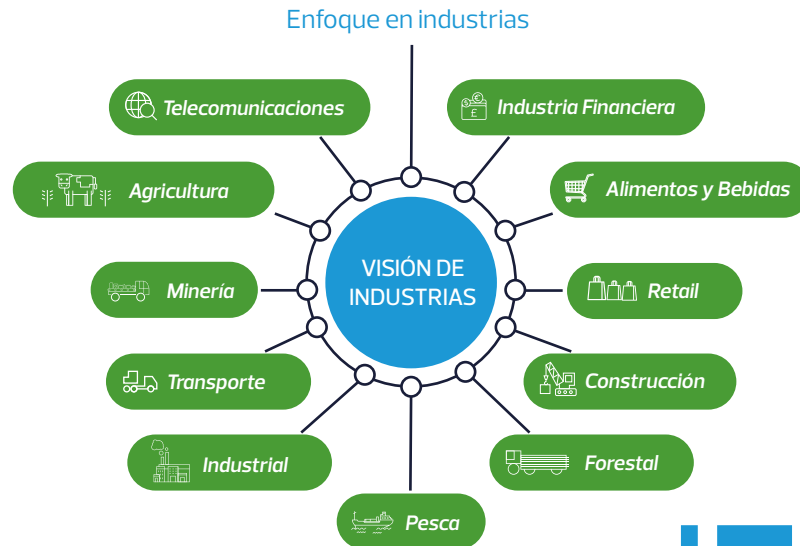 Enfoque en industrias
Telecomunicaciones
Industria Financiera
Agricultura
Alimentos y Bebidas
VISIÓN DE
INDUSTRIAS
Minería
Retail
Transporte
Construcción
Industrial
Forestal
Pesca